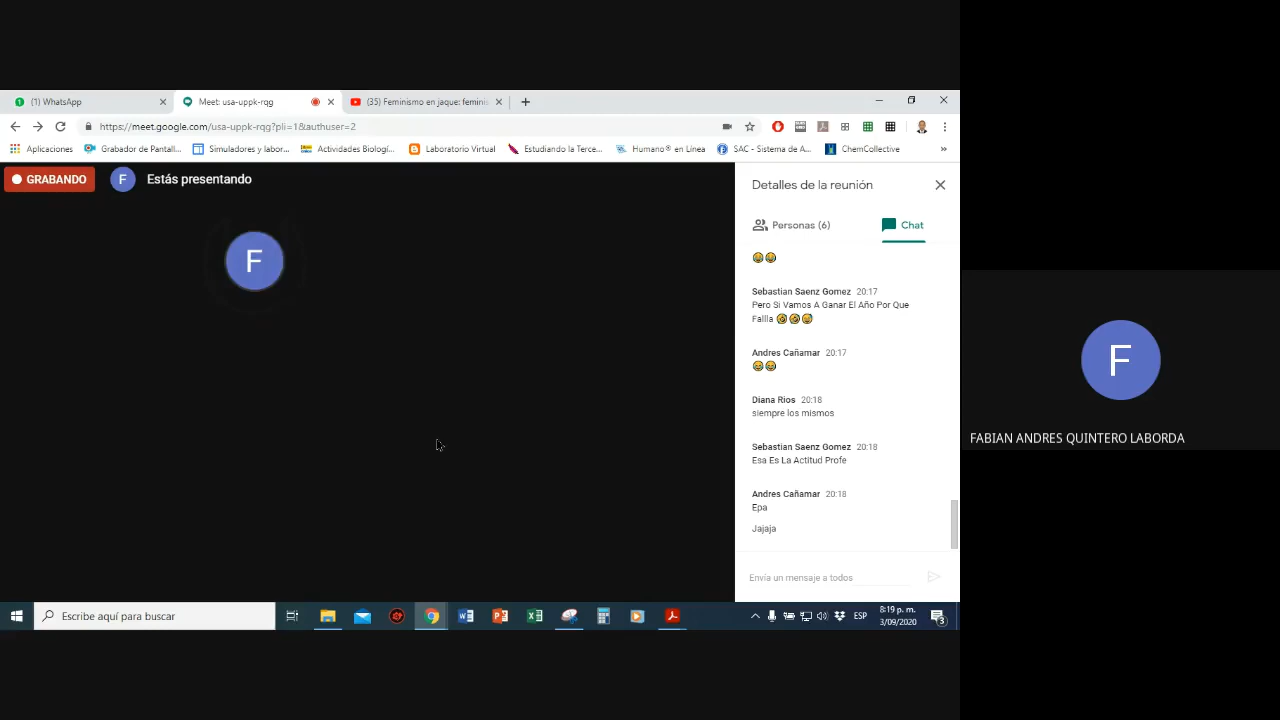 (1) WhatsApp
Meet: usa-uppk-rqg
(35) Feminismo en jaque: feminis
https://meet.google.com/usa-uppk-rqg?pli=1&authuser=2
Aplicaciones
Grabador de Pantall...
Simuladores y labor...
Actividades Biologí...
Laboratorio Virtual
Estudiando la Terce...
Humano® en Línea
SAC - Sistema de A...
ChemCollective
»
GRABANDO
F
Estás presentando
Detalles de la reunión
Personas (6)
Chat
F
Sebastian Saenz Gomez 20:17
Pero Si Vamos A Ganar El Año Por Que
Fallla
Andres Cañamar 20:17
Diana Rios 20:18
siempre los mismos
Sebastian Saenz Gomez 20:18
Esa Es La Actitud Profe
Andres Cañamar 20:18
Epa
Jajaja
Envía un mensaje a todos
F
FABIAN ANDRES QUINTERO LABORDA
Escribe aquí para buscar
ESP
8:19 p. m.
3/09/2020
3